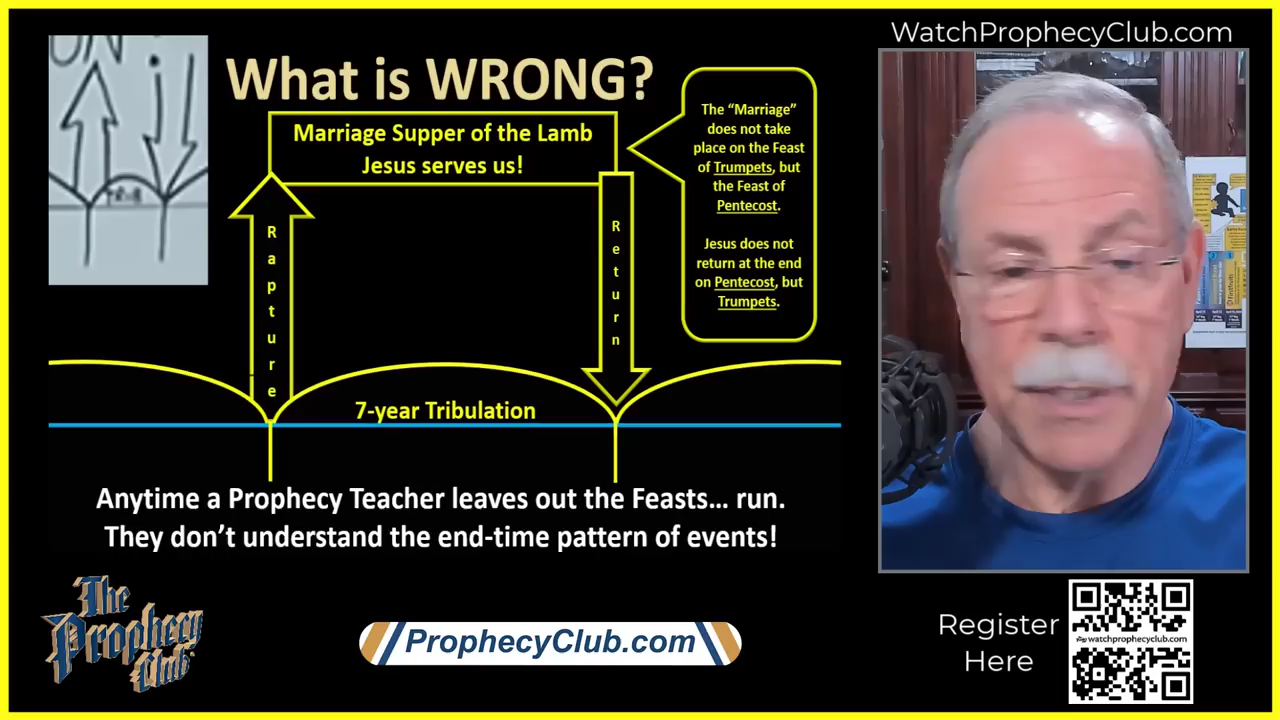 WatchProphecyClub.com
What is WRONG?
Marriage Supper of the Lamb
Jesus serves us!
The “Marriage”
does not take
place on the Feast
of Trumpets, but
the Feast of
Pentecost.
Jesus does not
return at the end
on Pentecost, but
Trumpets.
Rapture
Return
7-year Tribulation
Anytime a Prophecy Teacher leaves out the Feasts… run.
They don’t understand the end-time pattern of events!
The
Prophecy
Club
ProphecyClub.com
Register
Here
watchprophecyclub.com